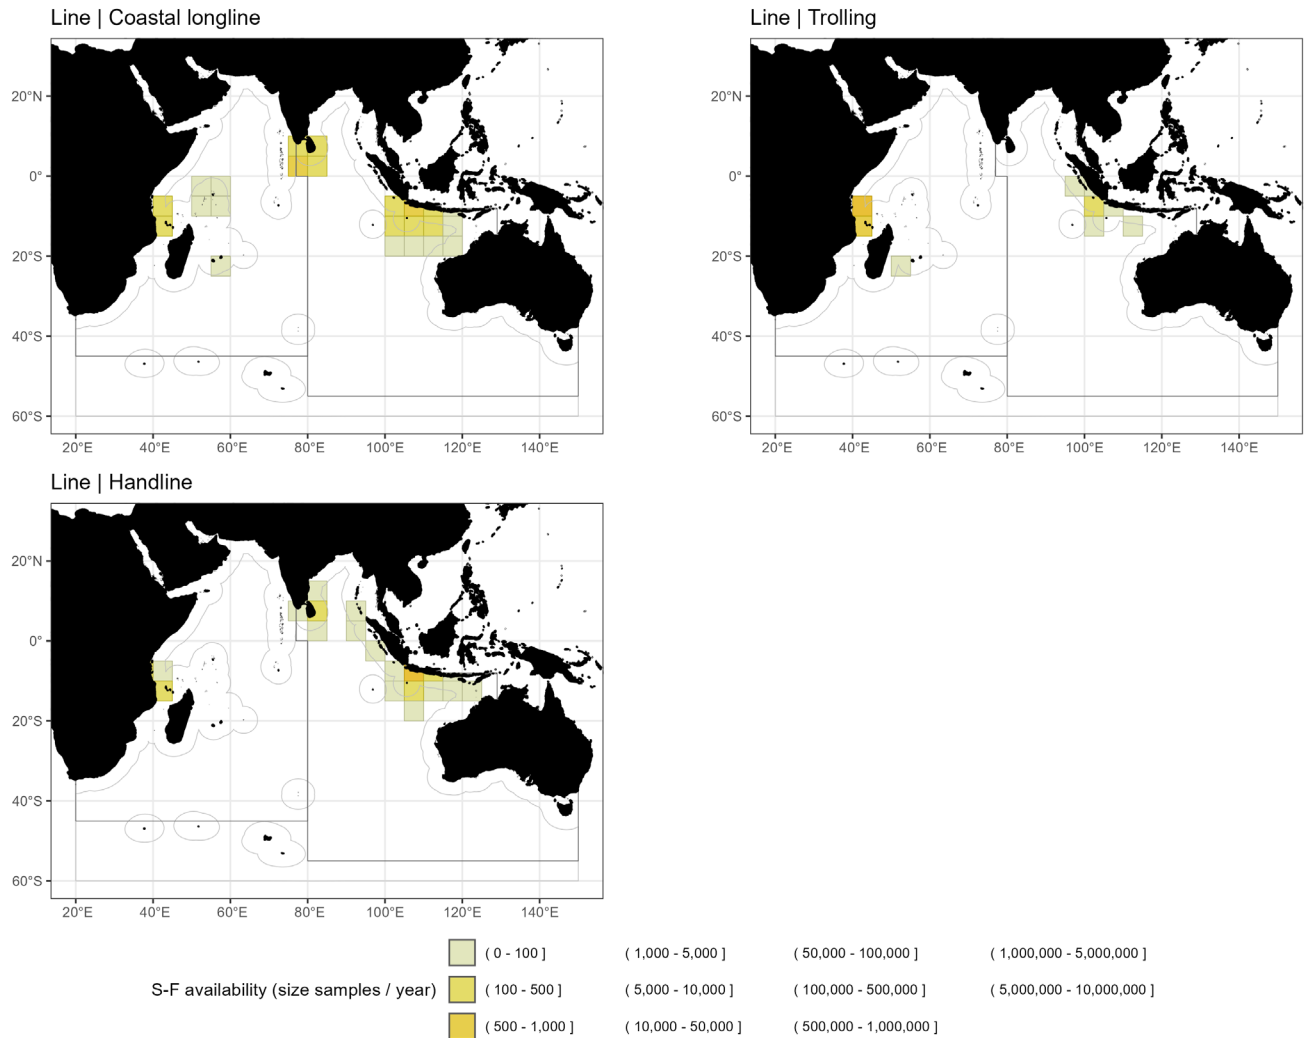 Line | Coastal longline
Line | Trolling
20°N
0°
20°S
40°S
60°S
20°E 40°E 60°E 80°E 100°E 120°E 140°E
20°N
0°
20°S
40°S
60°S
20°E 40°E 60°E 80°E 100°E 120°E 140°E
Line | Handline
20°N
0°
20°S
40°S
60°S
20°E 40°E 60°E 80°E 100°E 120°E 140°E
S-F availability (size samples / year)
( 0 - 100 ] ( 1,000 - 5,000 ] ( 50,000 - 100,000 ] ( 1,000,000 - 5,000,000 ]
( 100 - 500 ] ( 5,000 - 10,000 ] ( 100,000 - 500,000 ] ( 5,000,000 - 10,000,000 ]
( 500 - 1,000 ] ( 10,000 - 50,000 ] ( 500,000 - 1,000,000 ]